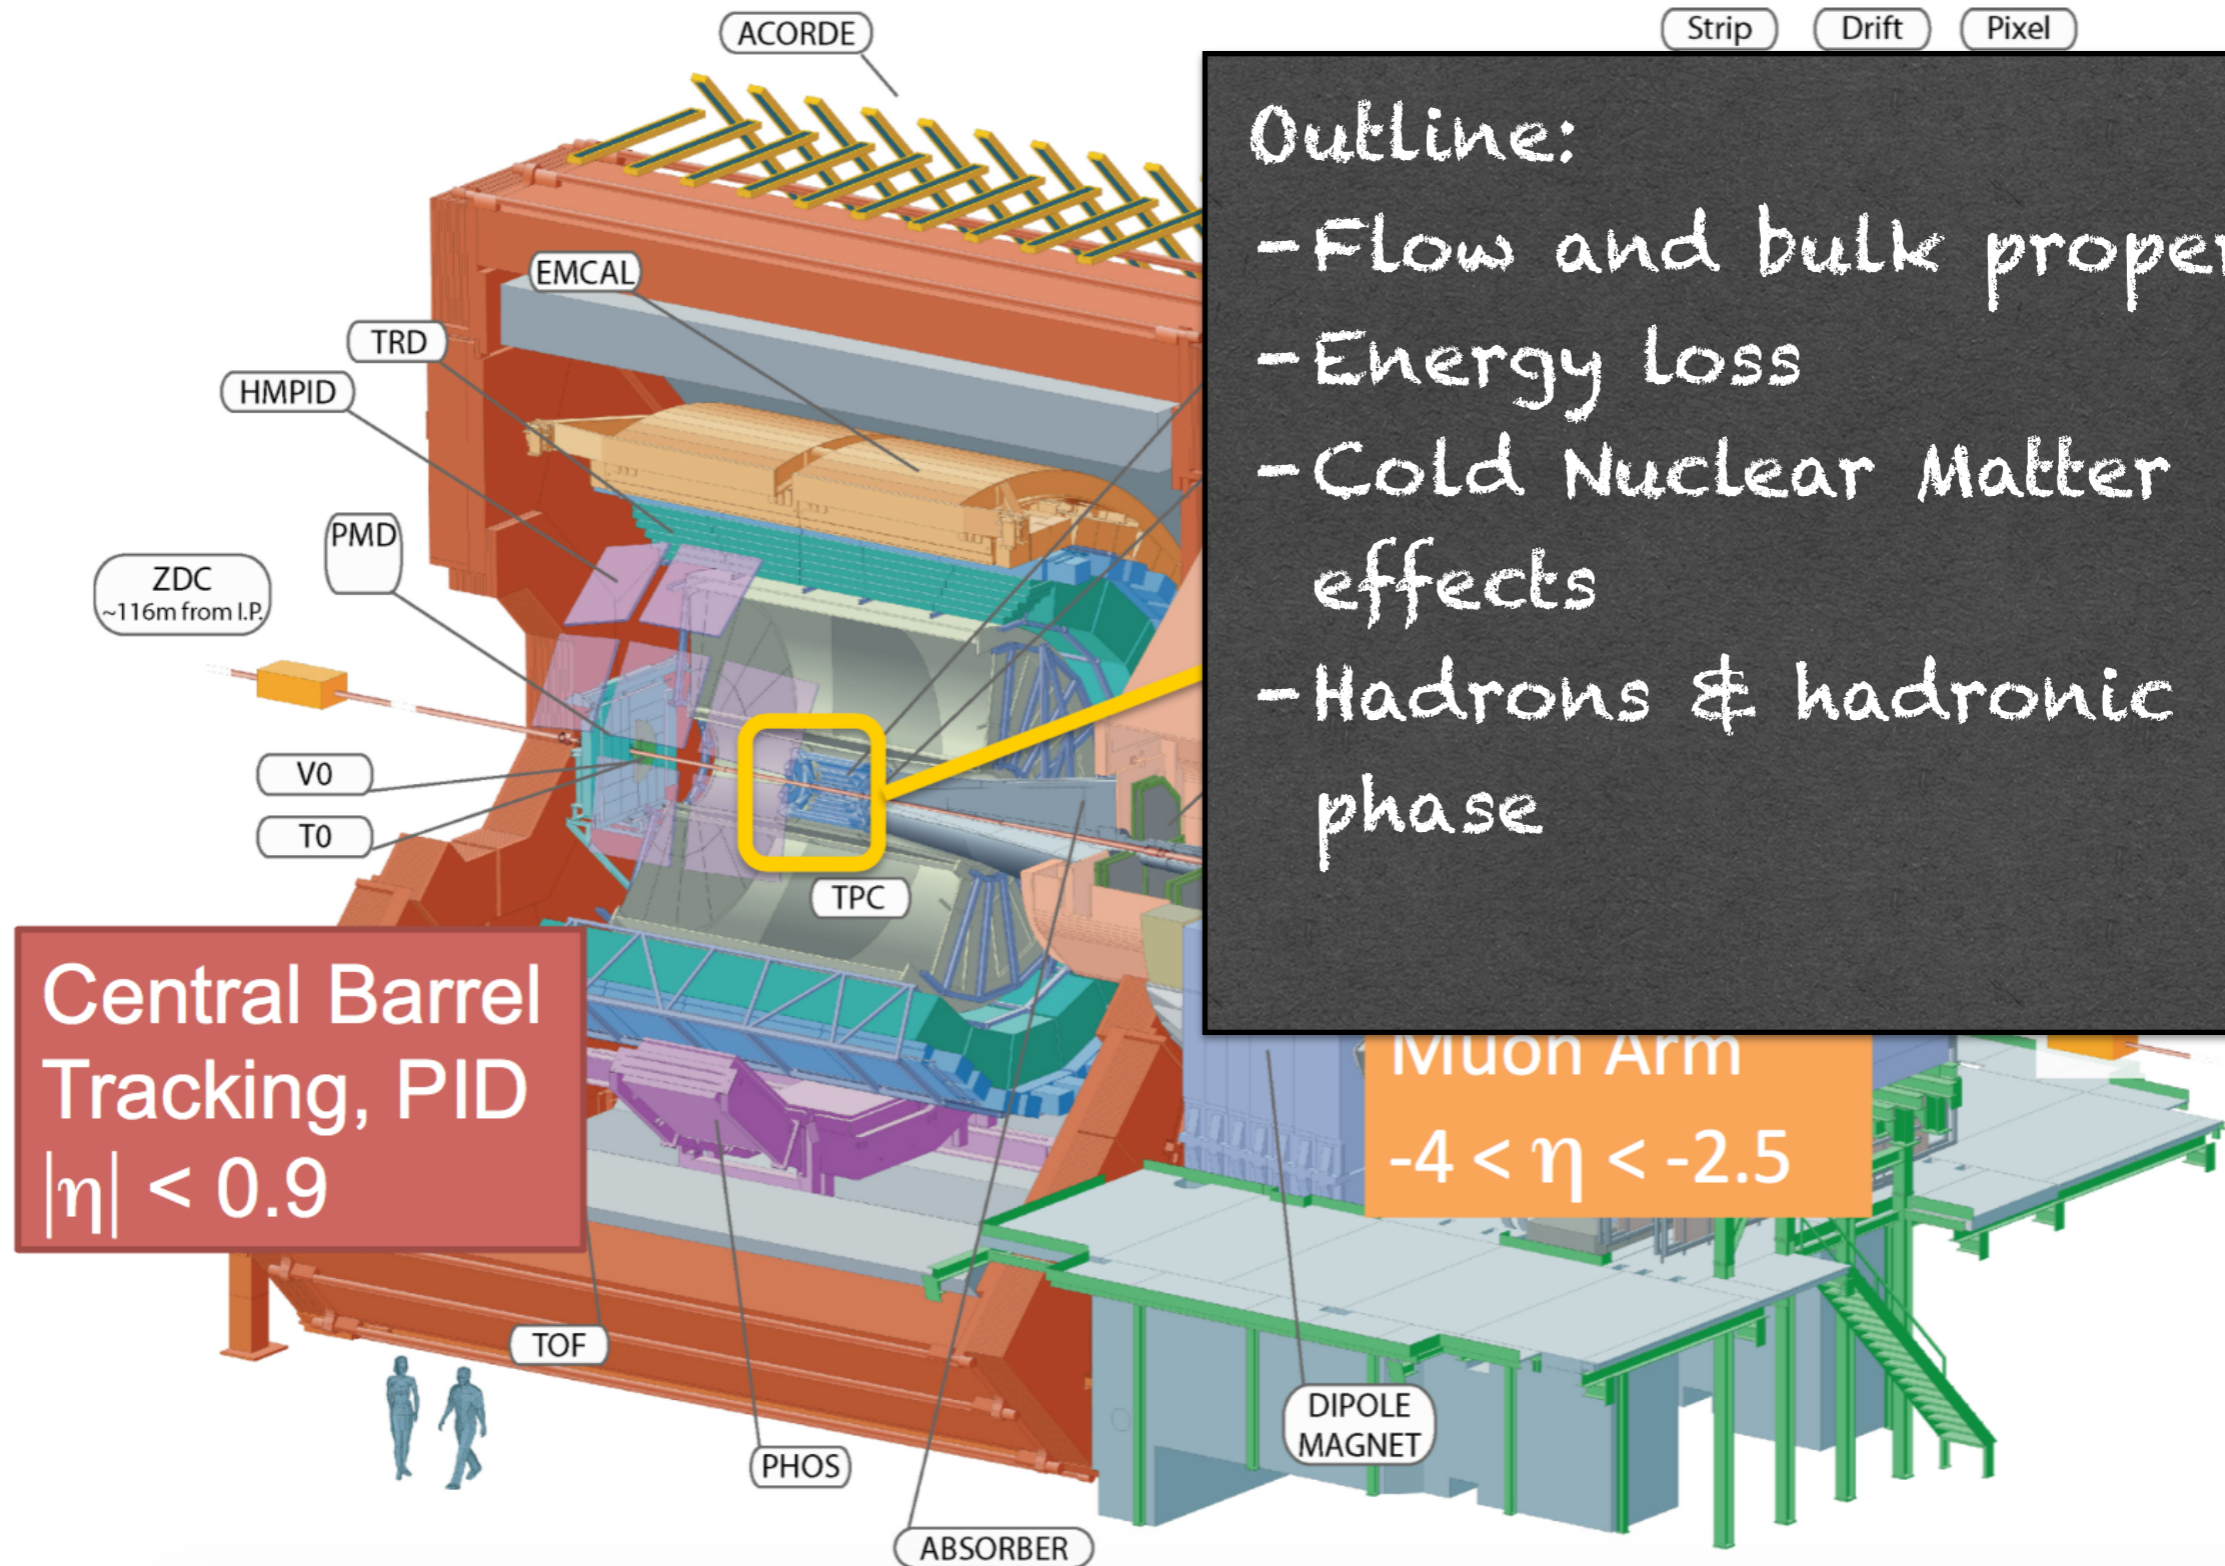 ACORDE
Strip
Drift
Pixel
Outline:
-Flow and bulk proper
-Energy loss
-Cold Nuclear Matter
effects
-Hadrons & hadronic
phase
EMCAL
TRD
HMPID
PMD
ZDC
~116m from I.P.
V0
T0
TPC
Central Barrel
Tracking, PID
|η| < 0.9
Muon Arm
-4 < η < -2.5
TOF
PHOS
DIPOLE
MAGNET
ABSORBER